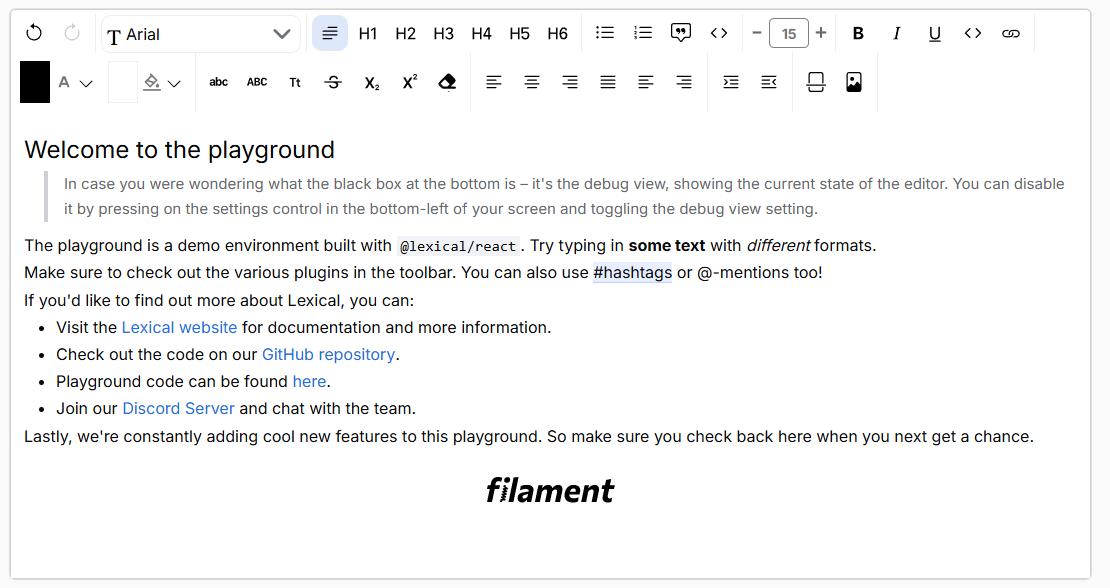 Arial H1 H2 H3 H4 H5 H6 15 B I U
A abc ABC Tt S X₂ X²
Welcome to the playground
In case you were wondering what the black box at the bottom is – it's the debug view, showing the current state of the editor. You can disable
it by pressing on the settings control in the bottom-left of your screen and toggling the debug view setting.
The playground is a demo environment built with @lexical/react. Try typing in some text with different formats.
Make sure to check out the various plugins in the toolbar. You can also use #hashtags or @-mentions too!
If you'd like to find out more about Lexical, you can:
• Visit the Lexical website for documentation and more information.
• Check out the code on our GitHub repository.
• Playground code can be found here.
• Join our Discord Server and chat with the team.
Lastly, we're constantly adding cool new features to this playground. So make sure you check back here when you next get a chance.
filament